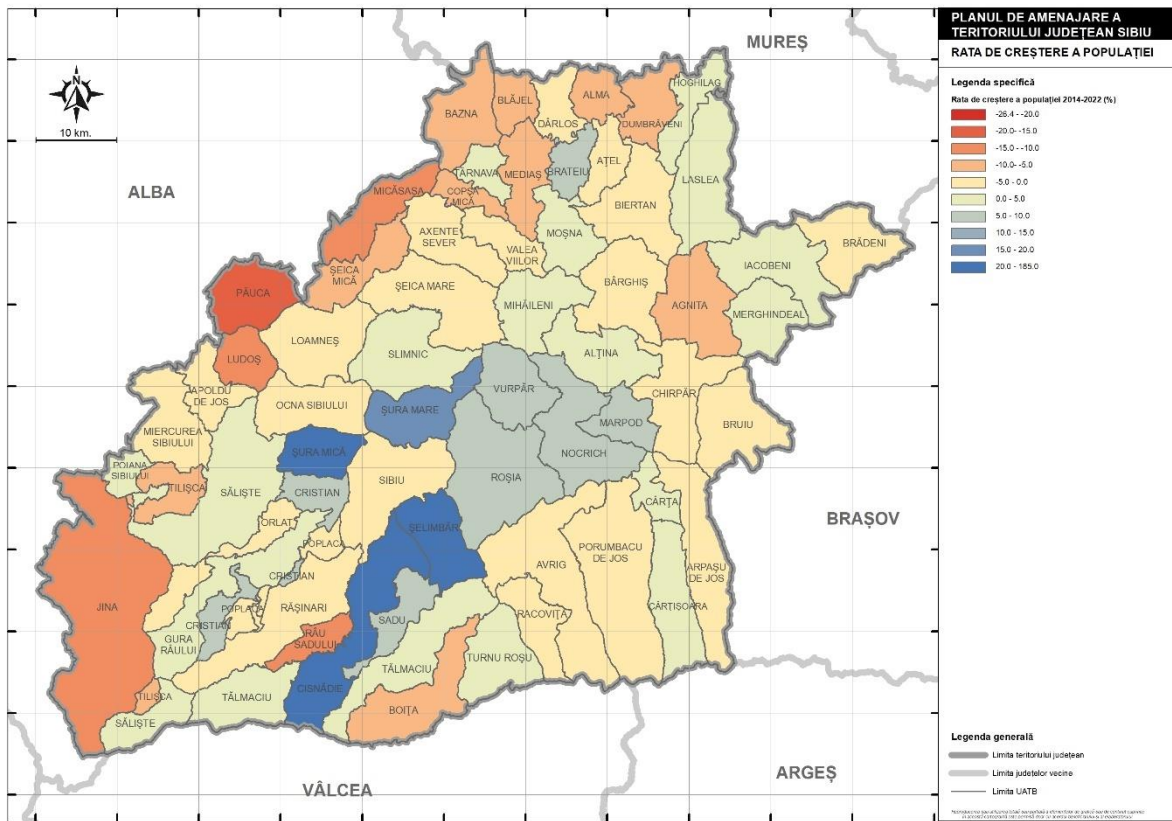 PLANUL DE AMENAJARE A
TERITORIULUI JUDEȚEAN SIBIU
RATA DE CREȘTERE A POPULAȚIEI
Legenda specifică
Rata de creștere a populației 2014-2022 (%)
-26.4 - -20.0
-20.0 - -15.0
-15.0 - -10.0
-10.0 - -5.0
-5.0 - 0.0
0.0 - 5.0
5.0 - 10.0
10.0 - 15.0
15.0 - 20.0
20.0 - 185.0
Legenda generală
Limita teritoriului județean
Limita județelor vecine
Limita UATB
N
10 km.
MUREȘ
ALBA
BRAȘOV
ARGEȘ
VÂLCEA
HOGHILAG
BLĂJEL
ALMA
BAZNA
DÂRLOS
DUMBRĂVENI
AȚEL
BRATEIU
TÂRNAVA
MEDIAȘ
LASLEA
MICĂSASA
COPȘA
MICĂ
BIERTAN
AXENTE
SEVER
MOȘNA
BRĂDENI
VALEA
VIILOR
IACOBENI
ȘEICA
MICĂ
ȘEICA MARE
BÂRGHIȘ
PĂUCA
MIHĂILENI
AGNITA
MERGHINDEAL
LOAMNEȘ
SLIMNIC
ALȚINA
LUDOȘ
APOLDU
DE JOS
VURPĂR
CHIRPĂR
OCNA SIBIULUI
ȘURA MARE
MARPOD
BRUIU
MIERCUREA
SIBIULUI
ȘURA MICĂ
NOCRICH
POIANA
SIBIULUI
TILIȘCA
SĂLIȘTE
CRISTIAN
SIBIU
ROȘIA
CÂRȚA
ORLAT
ȘELIMBĂR
POPLACA
AVRIG
PORUMBACU
DE JOS
ARPAȘU
DE JOS
CRISTIAN
JINA
RĂȘINARI
POPLACA
CÂRȚIȘOARA
RACOVIȚA
SADU
CRISTIAN
GURA
RÂULUI
RÂU
SADULUI
TĂLMACIU
TURNU ROȘU
CISNĂDIE
TILIȘCA
TĂLMACIU
BOIȚA
SĂLIȘTE